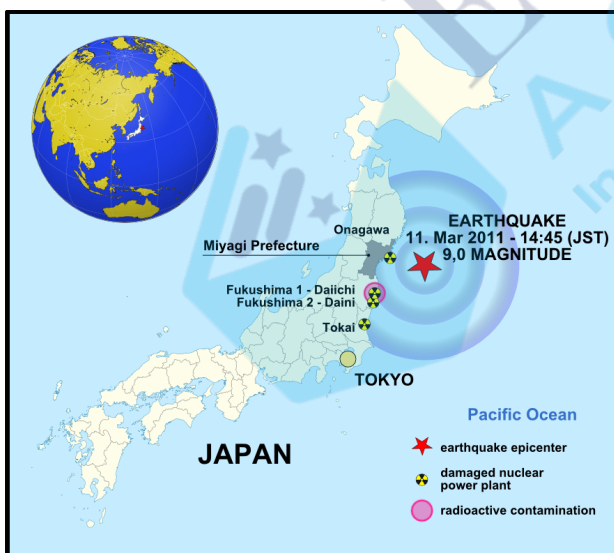 Onagawa
EARTHQUAKE
11. Mar 2011 - 14:45 (JST)
9,0 MAGNITUDE
Miyagi Prefecture
Fukushima 1 - Daiichi
Fukushima 2 - Daini
Tokai
TOKYO
JAPAN
Pacific Ocean
earthquake epicenter
damaged nuclear
power plant
radioactive contamination